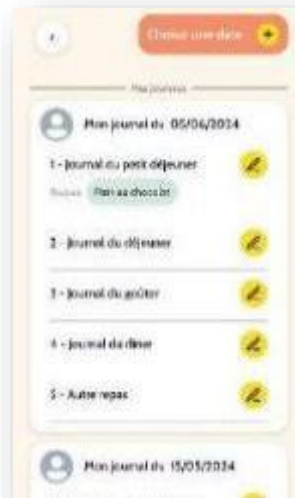 Choisir une date +
Mes journaux
Mon journal du 05/06/2024
1 - Journal du petit déjeuner
Pain au chocolat
2 - Journal du déjeuner
3 - Journal du goûter
4 - Journal du dîner
5 - Autre repas
Mon journal du 15/05/2024